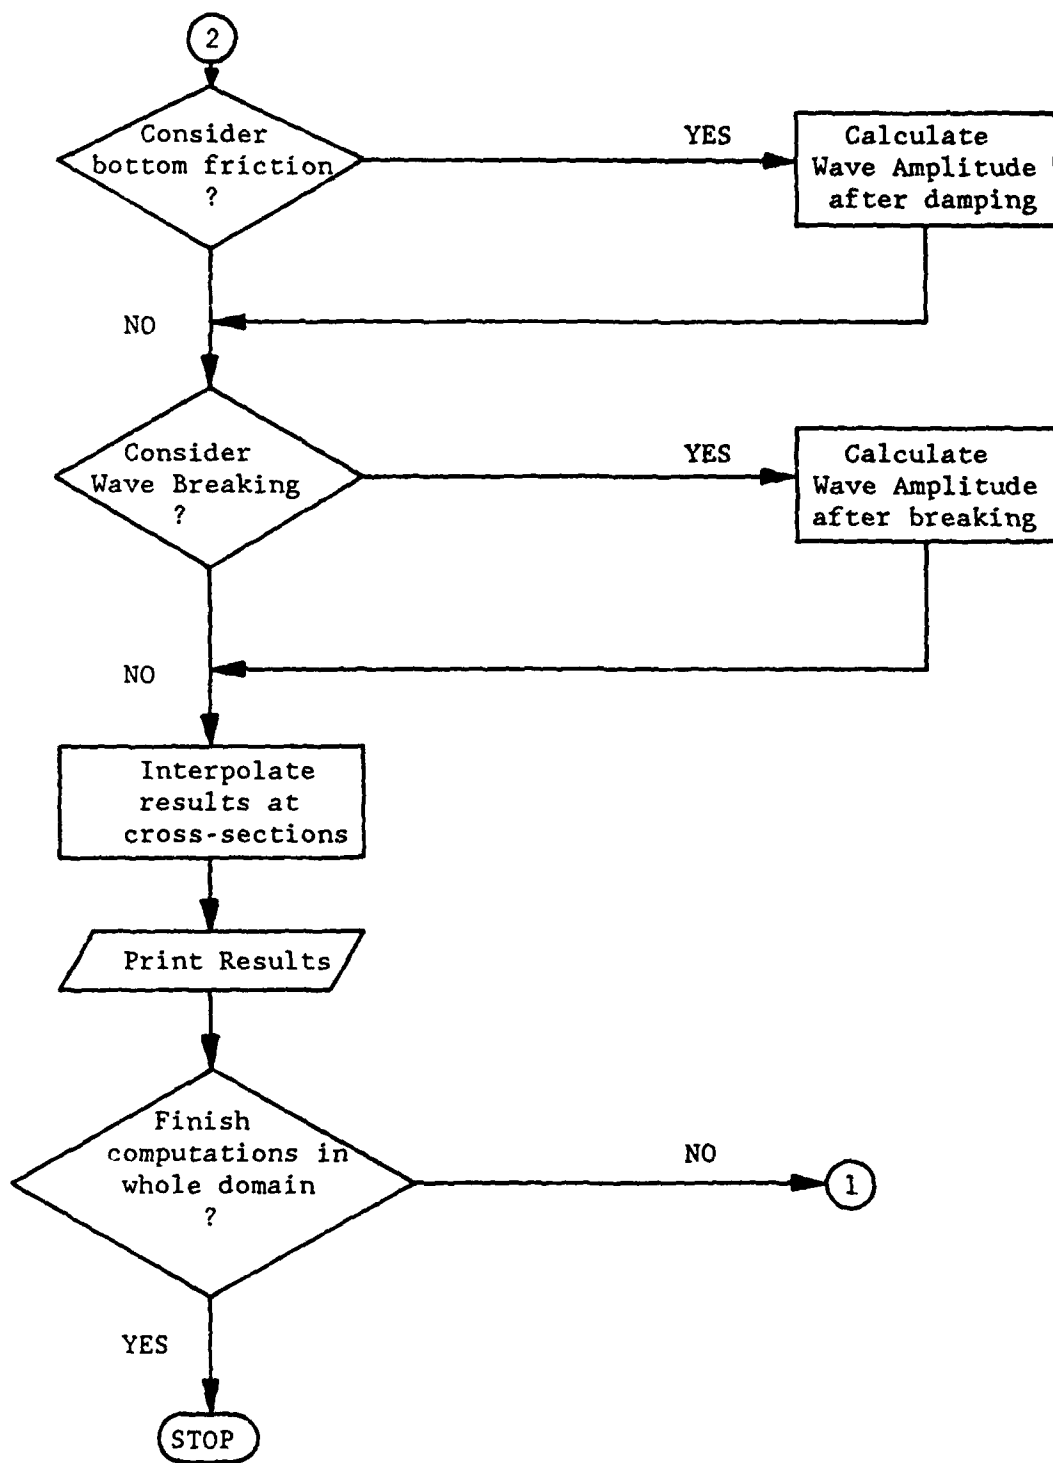 2
Consider
bottom friction
?
YES
Calculate
Wave Amplitude
after damping
NO
Consider
Wave Breaking
?
YES
Calculate
Wave Amplitude
after breaking
NO
Interpolate
results at
cross-sections
Print Results
Finish
computations in
whole domain
?
NO
1
YES
STOP